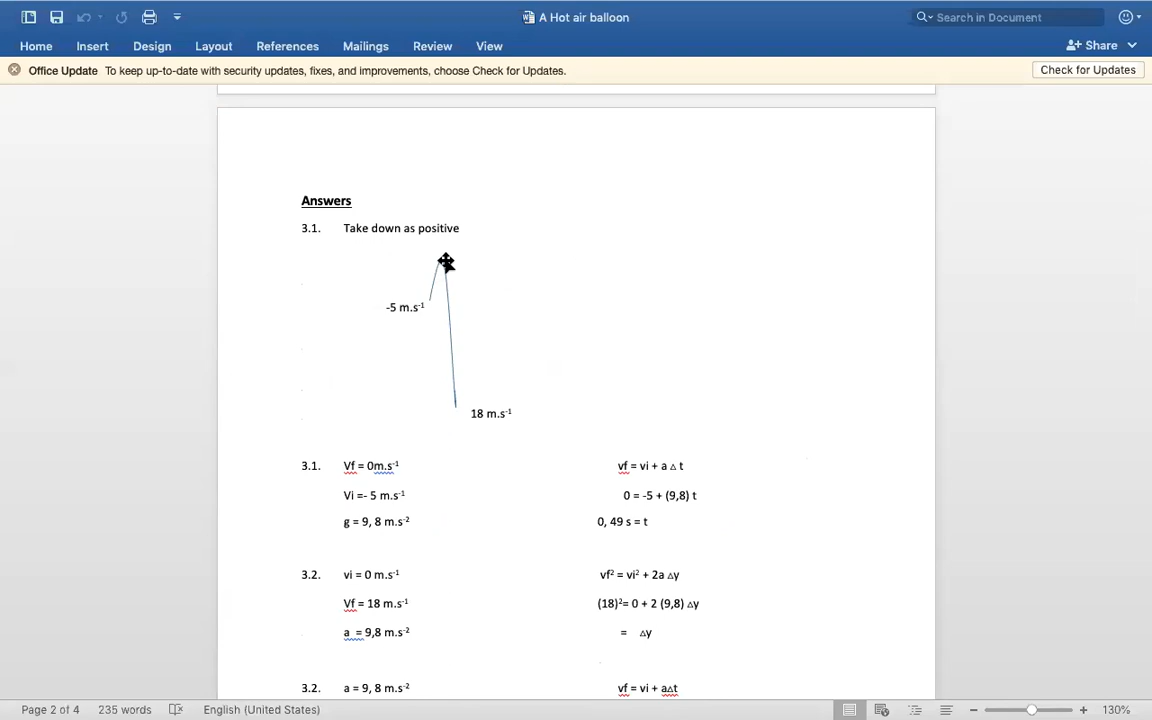 A Hot air balloon
Search in Document
Home Insert Design Layout References Mailings Review View
Share
Office Update To keep up-to-date with security updates, fixes, and improvements, choose Check for Updates.
Check for Updates
Answers
3.1. Take down as positive
-5 m.s⁻¹
18 m.s⁻¹
3.1. Vf = 0m.s⁻¹ vf = vi + a △ t
Vi =- 5 m.s⁻¹ 0 = -5 + (9,8) t
g = 9, 8 m.s⁻² 0, 49 s = t
3.2. vi = 0 m.s⁻¹ vf² = vi² + 2a △y
Vf = 18 m.s⁻¹ (18)²= 0 + 2 (9,8) △y
a = 9,8 m.s⁻² = △y
3.2. a = 9, 8 m.s⁻² vf = vi + a△t
Page 2 of 4 235 words English (United States) 130%